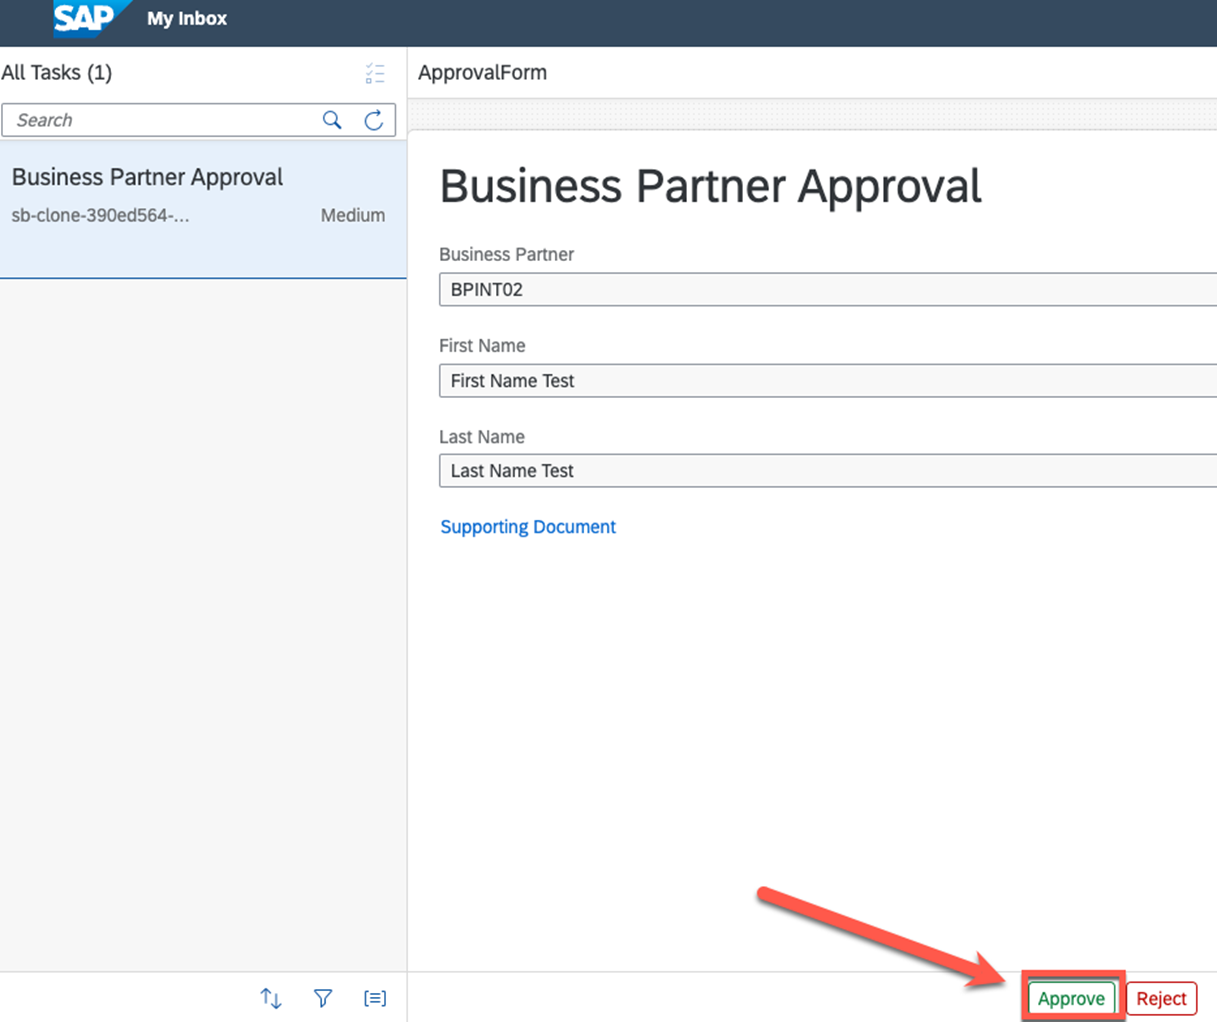 SAP My Inbox
All Tasks (1)
Search
Business Partner Approval
sb-clone-390ed564-... Medium
ApprovalForm
Business Partner Approval
Business Partner
BPINT02
First Name
First Name Test
Last Name
Last Name Test
Supporting Document
Approve Reject